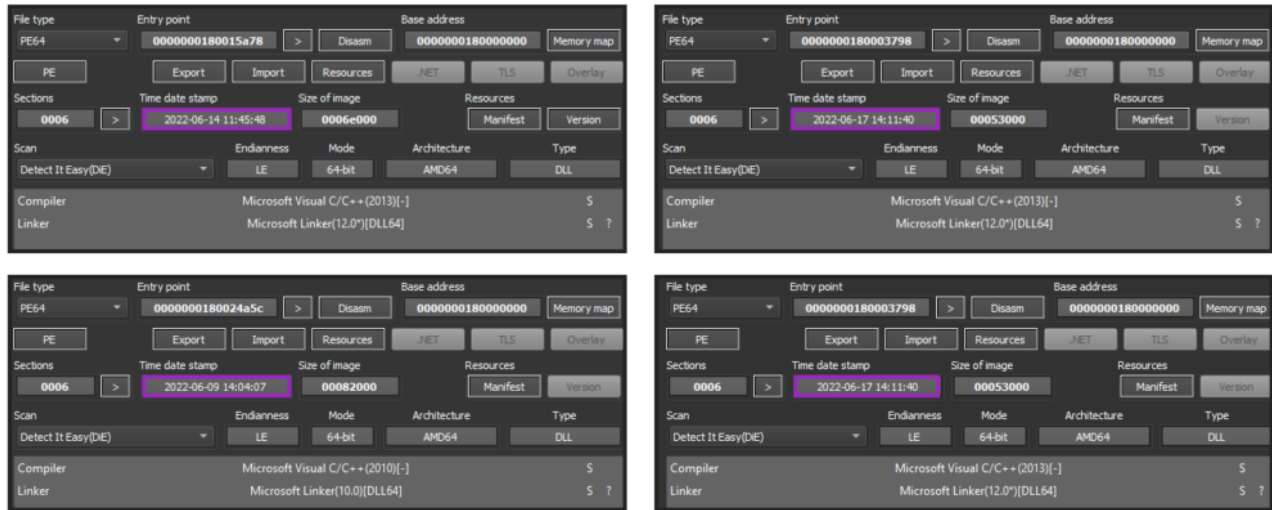 File type Entry point Base address
PE64 0000000180015a78 > Disasm 0000000180000000 Memory map
PE Export Import Resources .NET TLS Overlay
Sections Time date stamp Size of image Resources
0006 > 2022-06-14 11:45:48 0006e000 Manifest Version
Scan Endianness Mode Architecture Type
Detect It Easy(DiE) LE 64-bit AMD64 DLL
Compiler Microsoft Visual C/C++(2013)[-] S
Linker Microsoft Linker(12.0*)[DLL64] S ?
File type Entry point Base address
PE64 0000000180003798 > Disasm 0000000180000000 Memory map
PE Export Import Resources .NET TLS Overlay
Sections Time date stamp Size of image Resources
0006 > 2022-06-17 14:11:40 00053000 Manifest Version
Scan Endianness Mode Architecture Type
Detect It Easy(DiE) LE 64-bit AMD64 DLL
Compiler Microsoft Visual C/C++(2013)[-] S
Linker Microsoft Linker(12.0*)[DLL64] S ?
File type Entry point Base address
PE64 0000000180024a5c > Disasm 0000000180000000 Memory map
PE Export Import Resources .NET TLS Overlay
Sections Time date stamp Size of image Resources
0006 > 2022-06-09 14:04:07 00082000 Manifest Version
Scan Endianness Mode Architecture Type
Detect It Easy(DiE) LE 64-bit AMD64 DLL
Compiler Microsoft Visual C/C++(2010)[-] S
Linker Microsoft Linker(10.0)[DLL64] S ?
File type Entry point Base address
PE64 0000000180003798 > Disasm 0000000180000000 Memory map
PE Export Import Resources .NET TLS Overlay
Sections Time date stamp Size of image Resources
0006 > 2022-06-17 14:11:40 00053000 Manifest Version
Scan Endianness Mode Architecture Type
Detect It Easy(DiE) LE 64-bit AMD64 DLL
Compiler Microsoft Visual C/C++(2013)[-] S
Linker Microsoft Linker(12.0*)[DLL64] S ?